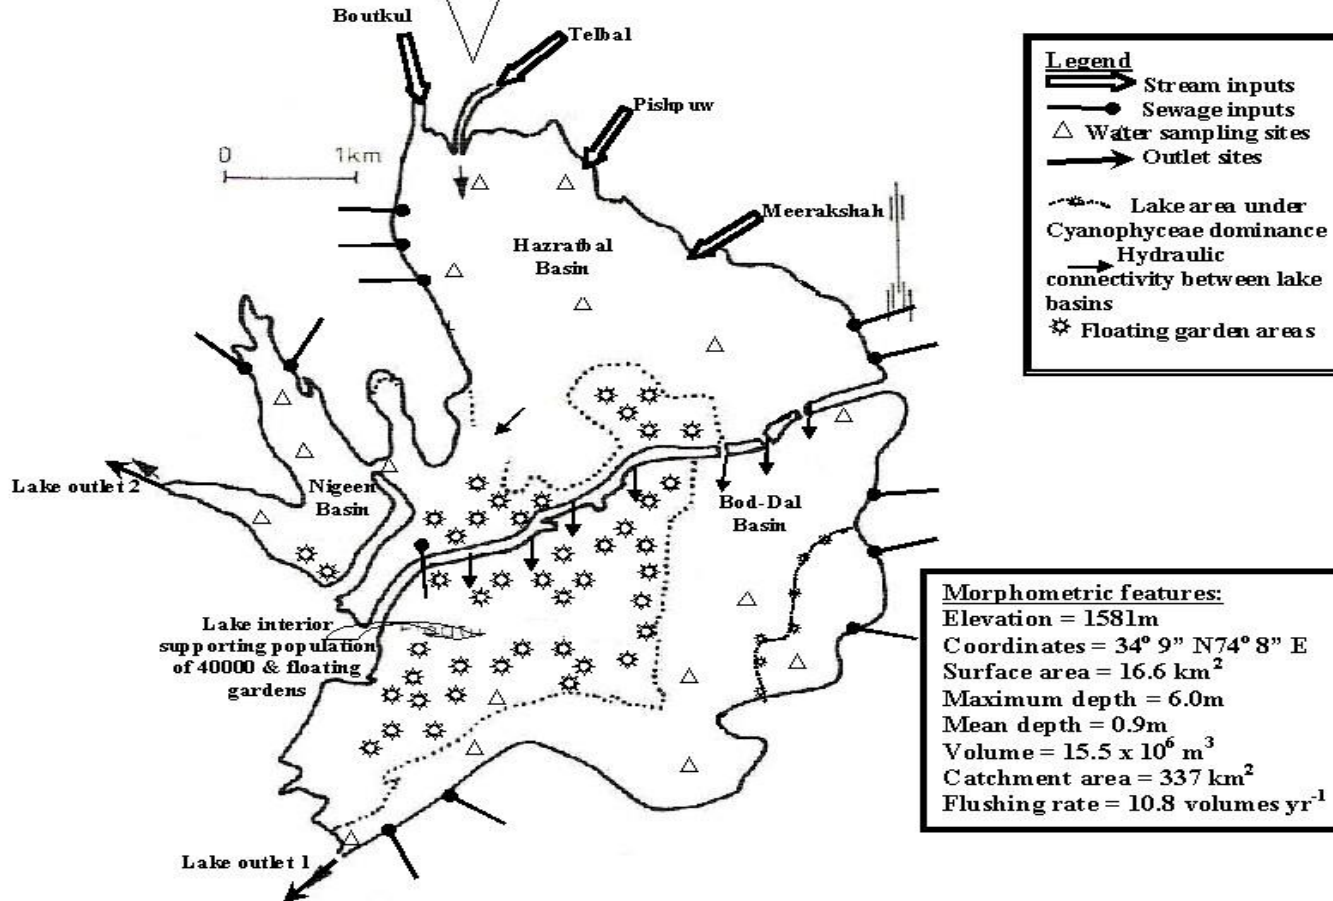 Boutkul
Telbal
Pishpuw
0 1km
Meerakshah
Hazratbal
Basin
Lake outlet 2
Nigeen
Basin
Bod-Dal
Basin
Lake interior
supporting population
of 40000 & floating
gardens
Lake outlet 1
Legend
Stream inputs
Sewage inputs
Water sampling sites
Outlet sites
Lake area under
Cyanophyceae dominance
Hydraulic
connectivity between lake
basins
Floating garden areas
Morphometric features:
Elevation = 1581m
Coordinates = 34° 9” N74° 8” E
Surface area = 16.6 km²
Maximum depth = 6.0m
Mean depth = 0.9m
Volume = 15.5 x 10⁶ m³
Catchment area = 337 km²
Flushing rate = 10.8 volumes yr⁻¹